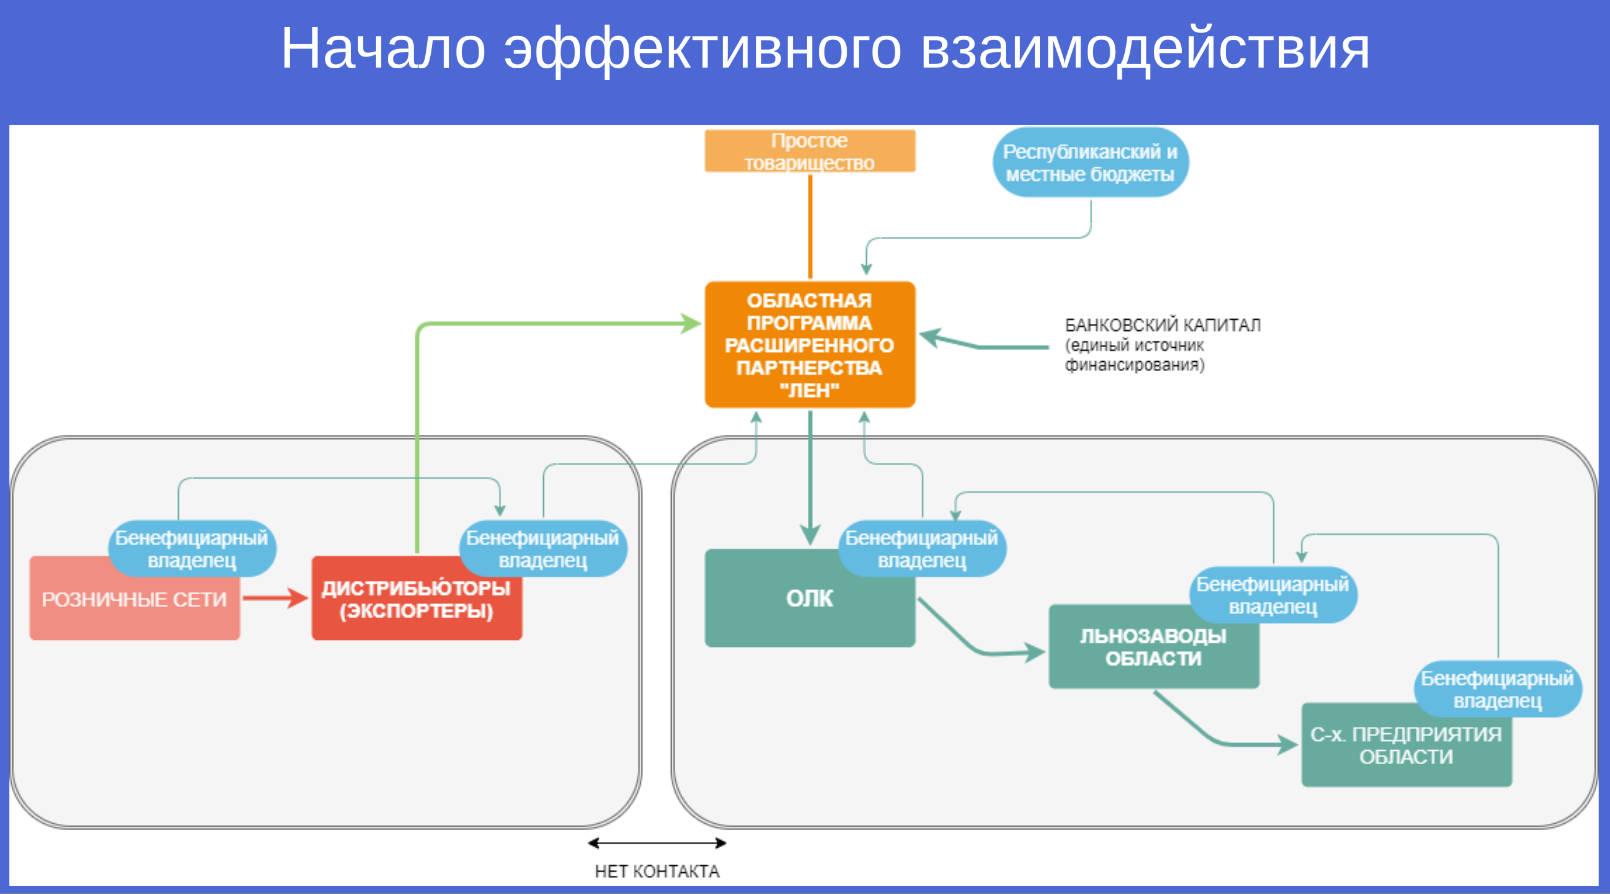 Начало эффективного взаимодействия
Простое
товарищество
Республиканский и
местные бюджеты
ОБЛАСТНАЯ
ПРОГРАММА
РАСШИРЕННОГО
ПАРТНЕРСТВА
"ЛЕН"
БАНКОВСКИЙ КАПИТАЛ
(единый источник
финансирования)
Бенефициарный
владелец
РОЗНИЧНЫЕ СЕТИ
Бенефициарный
владелец
ДИСТРИБЬЮ́ТОРЫ
(ЭКСПОРТЕРЫ)
Бенефициарный
владелец
ОЛК
Бенефициарный
владелец
ЛЬНОЗАВОДЫ
ОБЛАСТИ
Бенефициарный
владелец
С-х. ПРЕДПРИЯТИЯ
ОБЛАСТИ
НЕТ КОНТАКТА